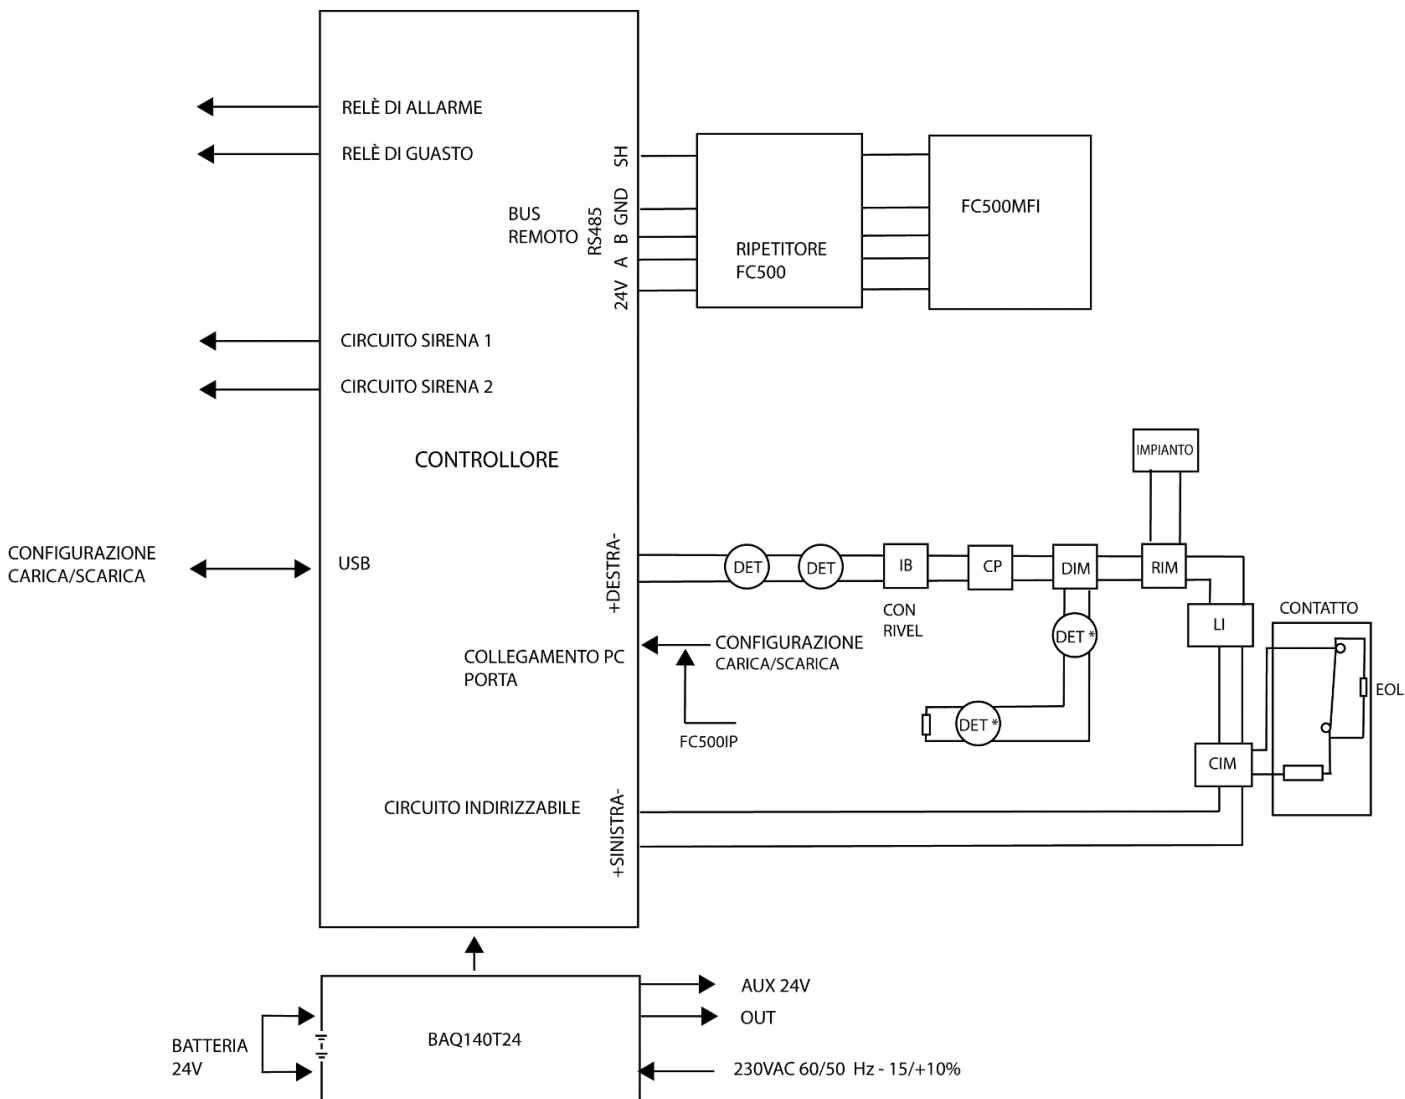 RELÈ DI ALLARME
RELÈ DI GUASTO
BUS
REMOTO
RS485
SH
GND
B
A
24V
RIPETITORE
FC500
FC500MFI
CIRCUITO SIRENA 1
CIRCUITO SIRENA 2
CONTROLLORE
IMPIANTO
CONFIGURAZIONE
CARICA/SCARICA
USB
+DESTRA-
DET
DET
IB
CP
DIM
RIM
CON
RIVEL
LI
CONTATTO
DET *
COLLEGAMENTO PC
PORTA
CONFIGURAZIONE
CARICA/SCARICA
EOL
DET *
FC500IP
CIM
CIRCUITO INDIRIZZABILE
+SINISTRA-
AUX 24V
OUT
BATTERIA
24V
BAQ140T24
230VAC 60/50 Hz - 15/+10%